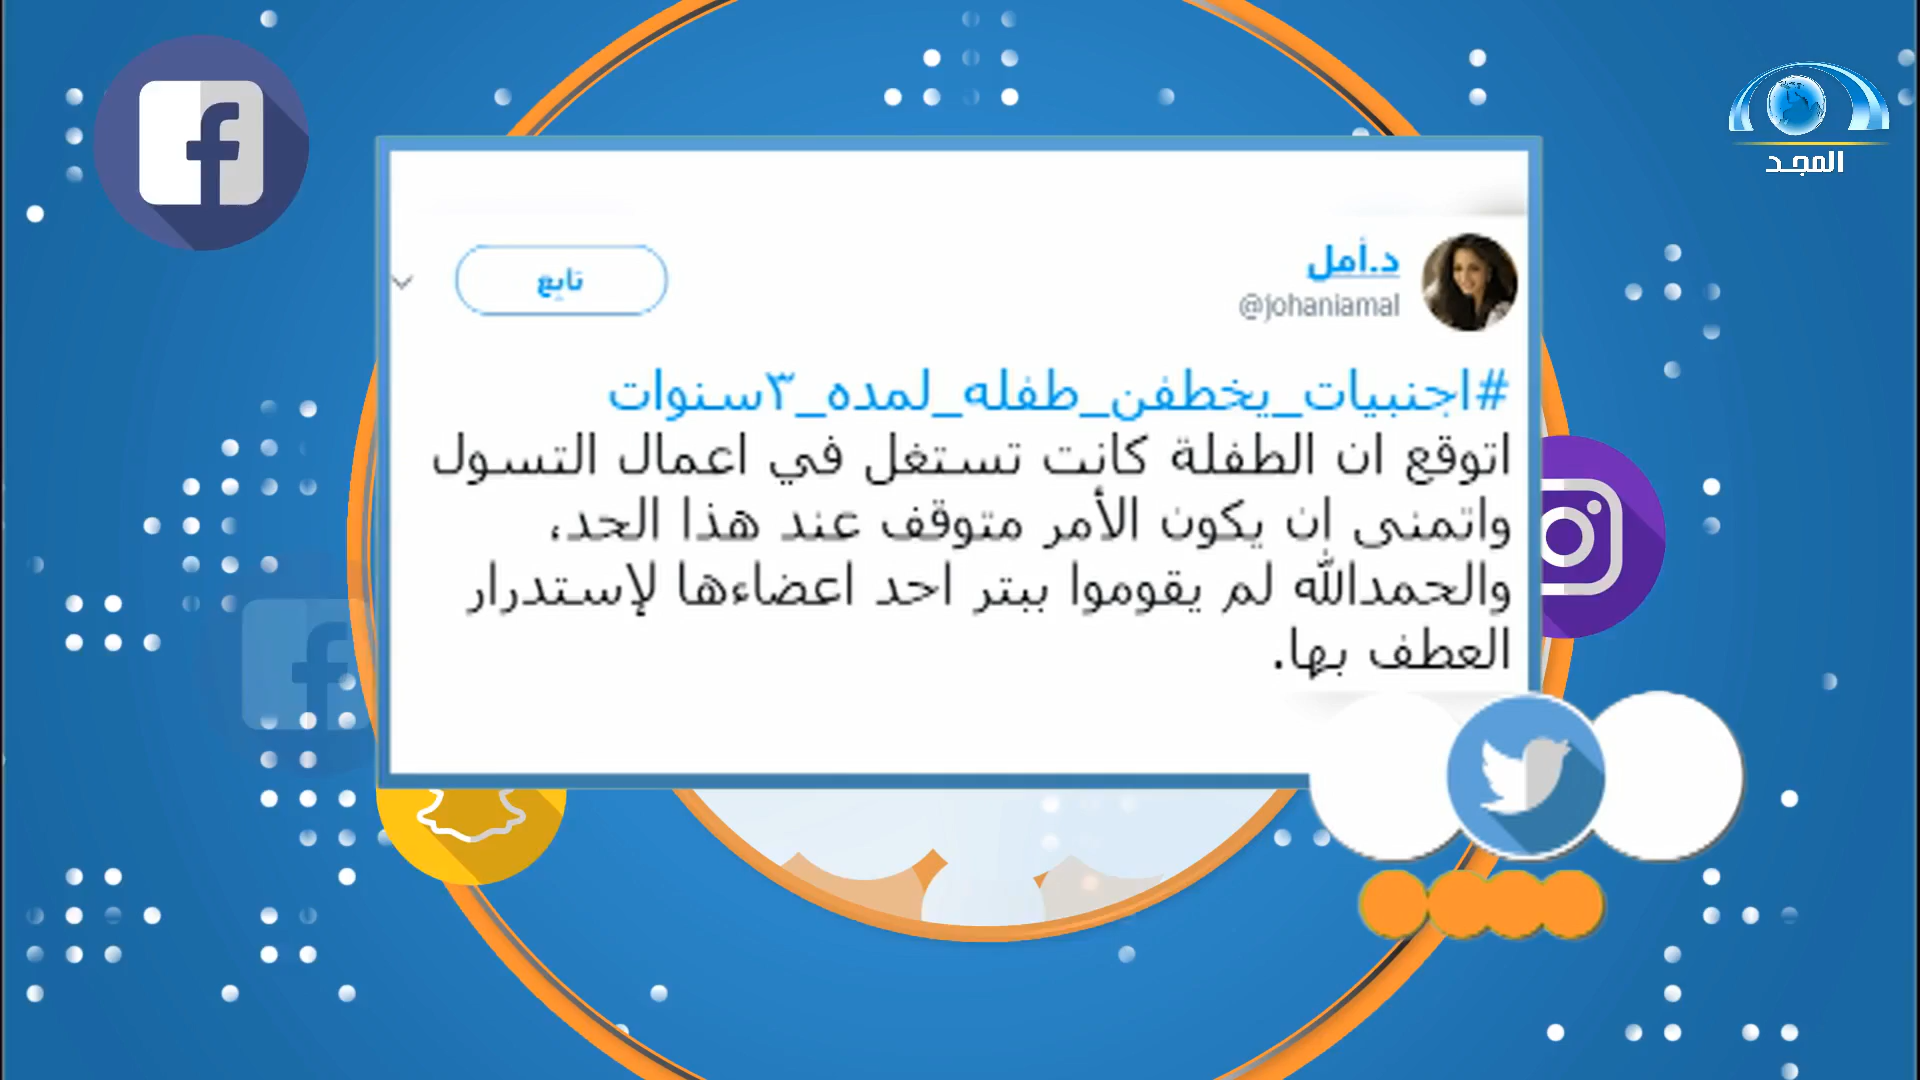 المجد
د.أمل
@johaniamal
تابع
#اجنبيات_يخطفن_طفله_لمده_٣سنوات
اتوقع ان الطفلة كانت تستغل في اعمال التسول
واتمنى ان يكون الأمر متوقف عند هذا الحد،
والحمدالله لم يقوموا ببتر احد اعضاءها لإستدرار
العطف بها.